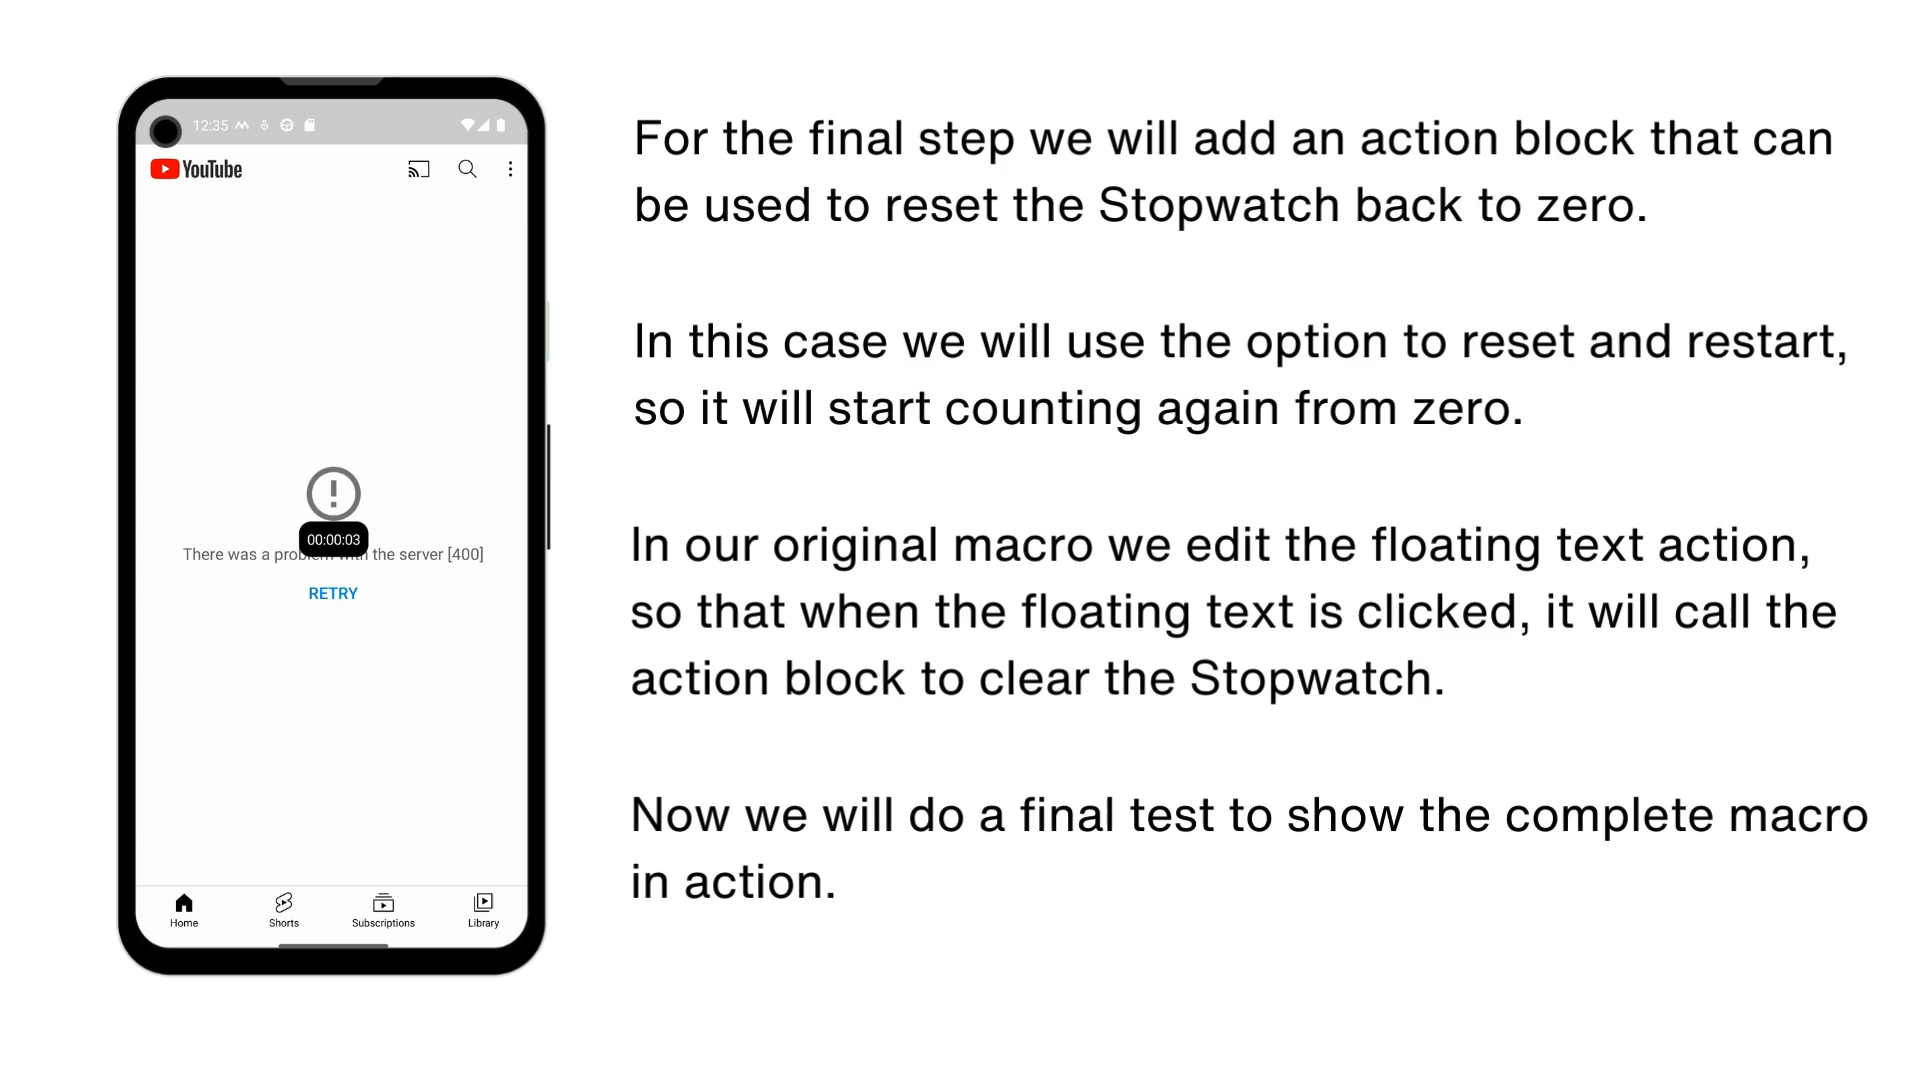 12:35
YouTube
00:00:03
There was a problem with the server [400]
RETRY
Home
Shorts
Subscriptions
Library
For the final step we will add an action block that can
be used to reset the Stopwatch back to zero.
In this case we will use the option to reset and restart,
so it will start counting again from zero.
In our original macro we edit the floating text action,
so that when the floating text is clicked, it will call the
action block to clear the Stopwatch.
Now we will do a final test to show the complete macro
in action.